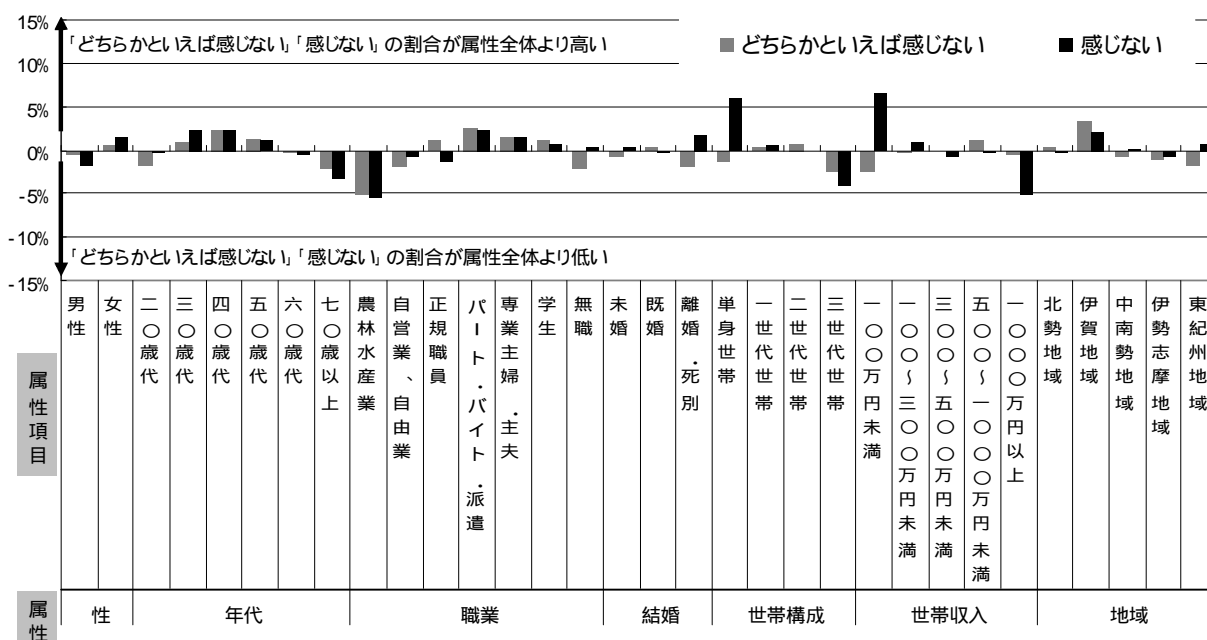 15%
10%
5%
0%
-5%
-10%
-15%
「どちらかといえば感じない」「感じない」の割合が属性全体より高い
どちらかといえば感じない
感じない
「どちらかといえば感じない」「感じない」の割合が属性全体より低い
属性項目
男性
女性
二〇歳代
三〇歳代
四〇歳代
五〇歳代
六〇歳代
七〇歳以上
農林水産業
自営業、自由業
正規職員
パート・バイト・派遣
専業主婦・主夫
学生
無職
未婚
既婚
離婚・死別
単身世帯
一世代世帯
二世代世帯
三世代世帯
一〇〇万円未満
一〇〇～三〇〇万円未満
三〇〇～五〇〇万円未満
五〇〇～一〇〇〇万円未満
一〇〇〇万円以上
北勢地域
伊賀地域
中南勢地域
伊勢志摩地域
東紀州地域
属性
性
年代
職業
結婚
世帯構成
世帯収入
地域